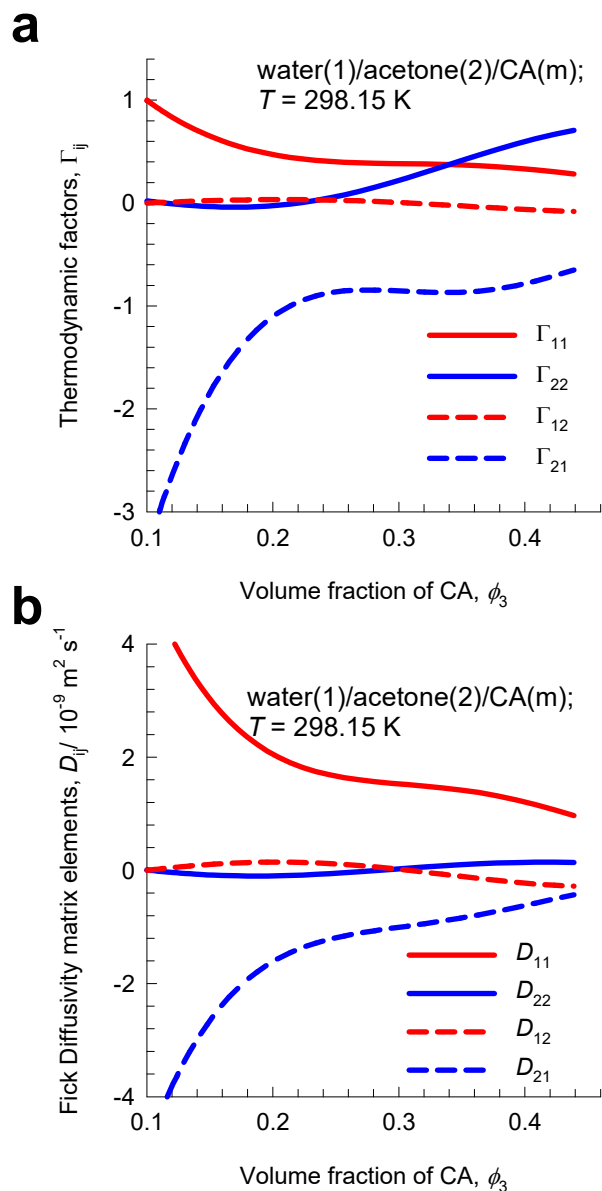 a
water(1)/acetone(2)/CA(m);
T = 298.15 K
Thermodynamic factors, Γij
1
0
-1
-2
-3
Γ11
Γ22
Γ12
Γ21
0.1 0.2 0.3 0.4
Volume fraction of CA, ϕ3
b
water(1)/acetone(2)/CA(m);
T = 298.15 K
Fick Diffusivity matrix elements, Dij/ 10-9 m2 s-1
4
2
0
-2
-4
D11
D22
D12
D21
0.1 0.2 0.3 0.4
Volume fraction of CA, ϕ3